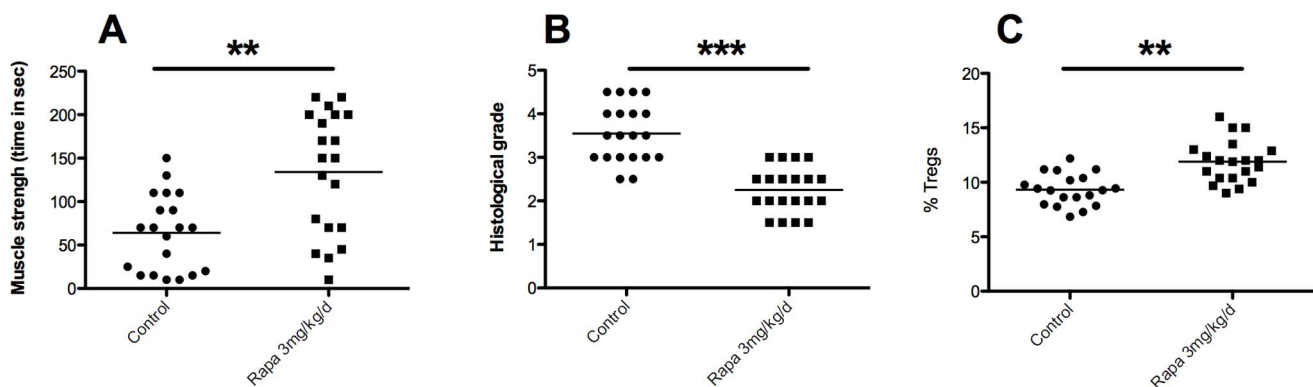 A
**
Muscle strengh (time in sec)
250
200
150
100
50
0
Control
Rapa 3mg/kg/d
B
***
Histological grade
5
4
3
2
1
0
Control
Rapa 3mg/kg/d
C
**
% Tregs
20
15
10
5
0
Control
Rapa 3mg/kg/d